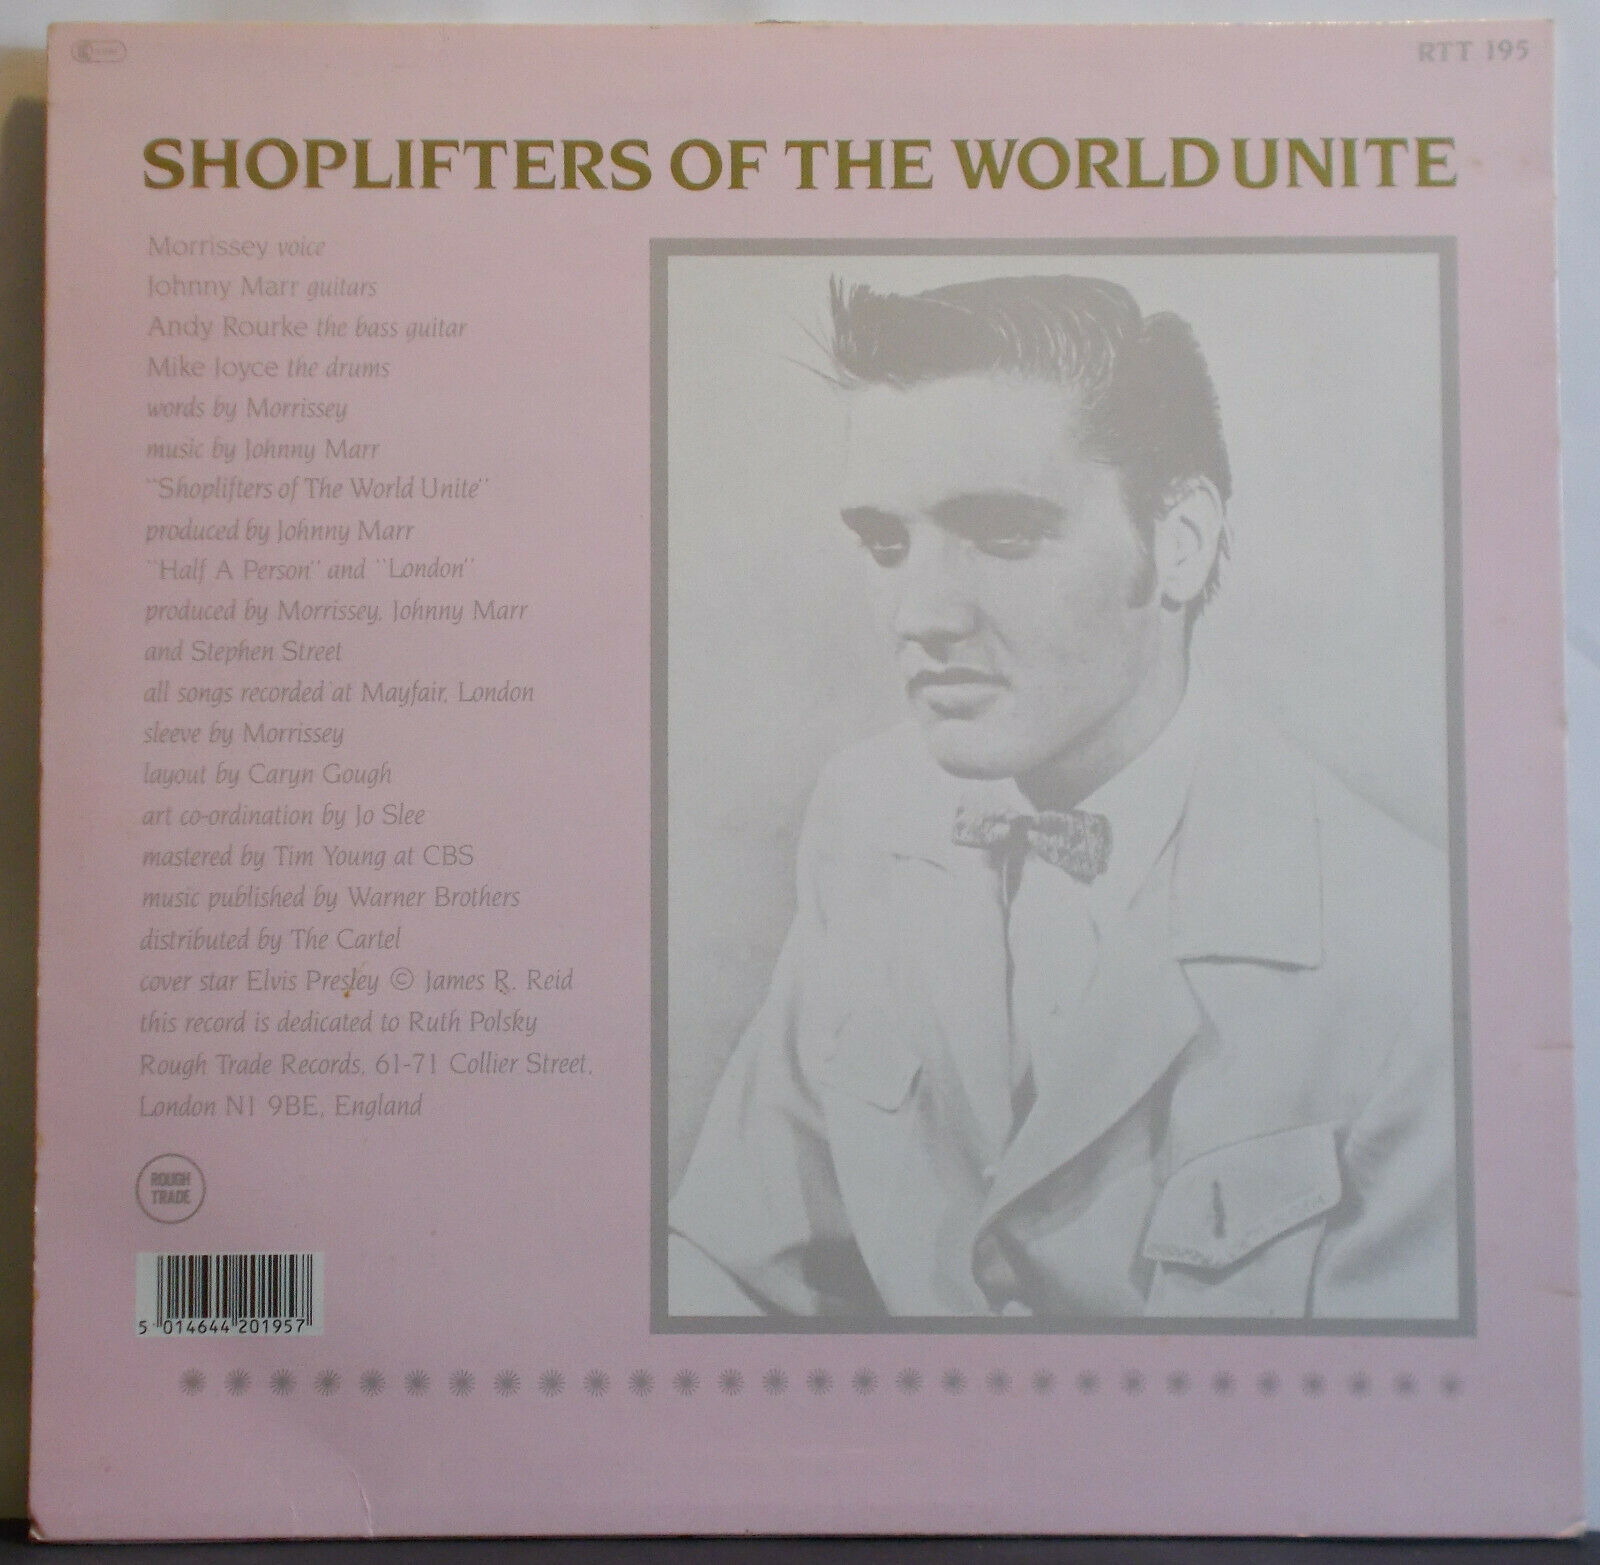 RTT 195
SHOPLIFTERS OF THE WORLD UNITE
Morrissey voice
Johnny Marr guitars
Andy Rourke the bass guitar
Mike Joyce the drums
words by Morrissey
music by Johnny Marr
"Shoplifters of The World Unite"
produced by Johnny Marr
"Half A Person" and "London"
produced by Morrissey, Johnny Marr
and Stephen Street
all songs recorded at Mayfair, London
sleeve by Morrissey
layout by Caryn Gough
art co-ordination by Jo Slee
mastered by Tim Young at CBS
music published by Warner Brothers
distributed by The Cartel
cover star Elvis Presley © James R. Reid
this record is dedicated to Ruth Polsky
Rough Trade Records, 61-71 Collier Street,
London N1 9BE, England
ROUGH
TRADE
5 014644 201957